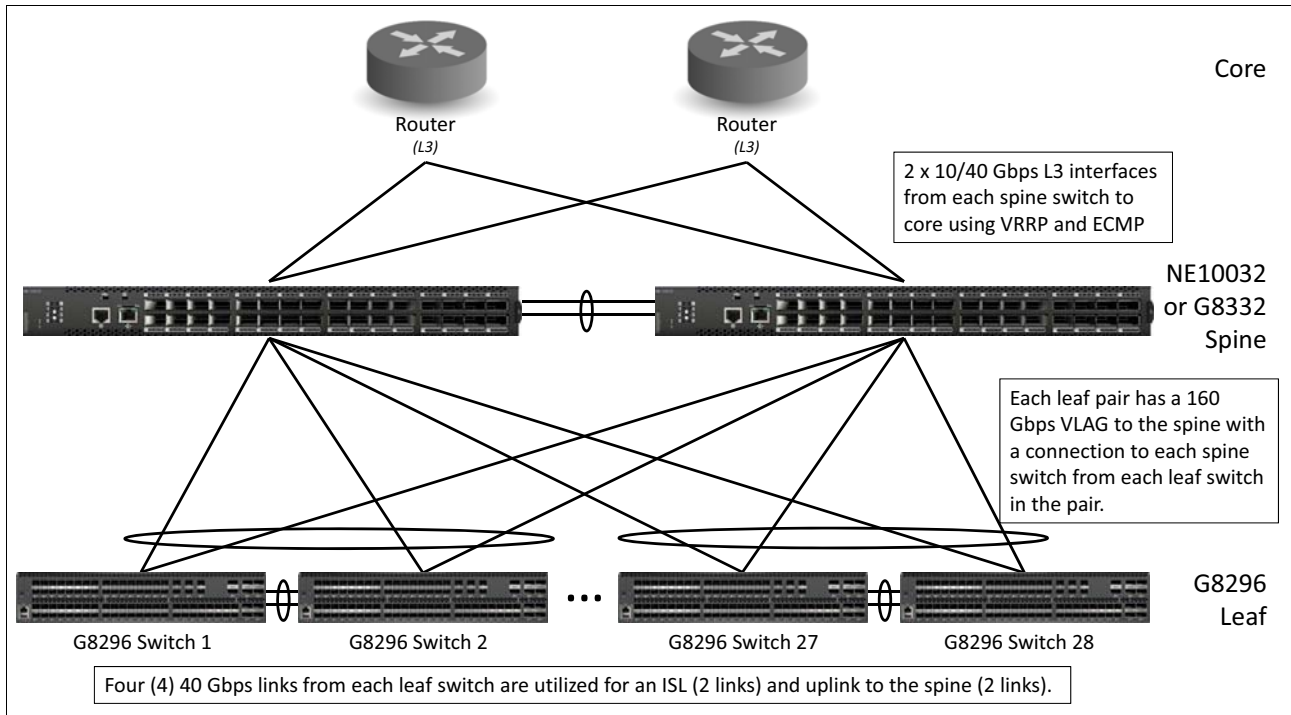 Core
Router
(L3)
Router
(L3)
2 x 10/40 Gbps L3 interfaces
from each spine switch to
core using VRRP and ECMP
NE10032
or G8332
Spine
Each leaf pair has a 160
Gbps VLAG to the spine with
a connection to each spine
switch from each leaf switch
in the pair.
G8296
Leaf
G8296 Switch 1
G8296 Switch 2
G8296 Switch 27
G8296 Switch 28
Four (4) 40 Gbps links from each leaf switch are utilized for an ISL (2 links) and uplink to the spine (2 links).